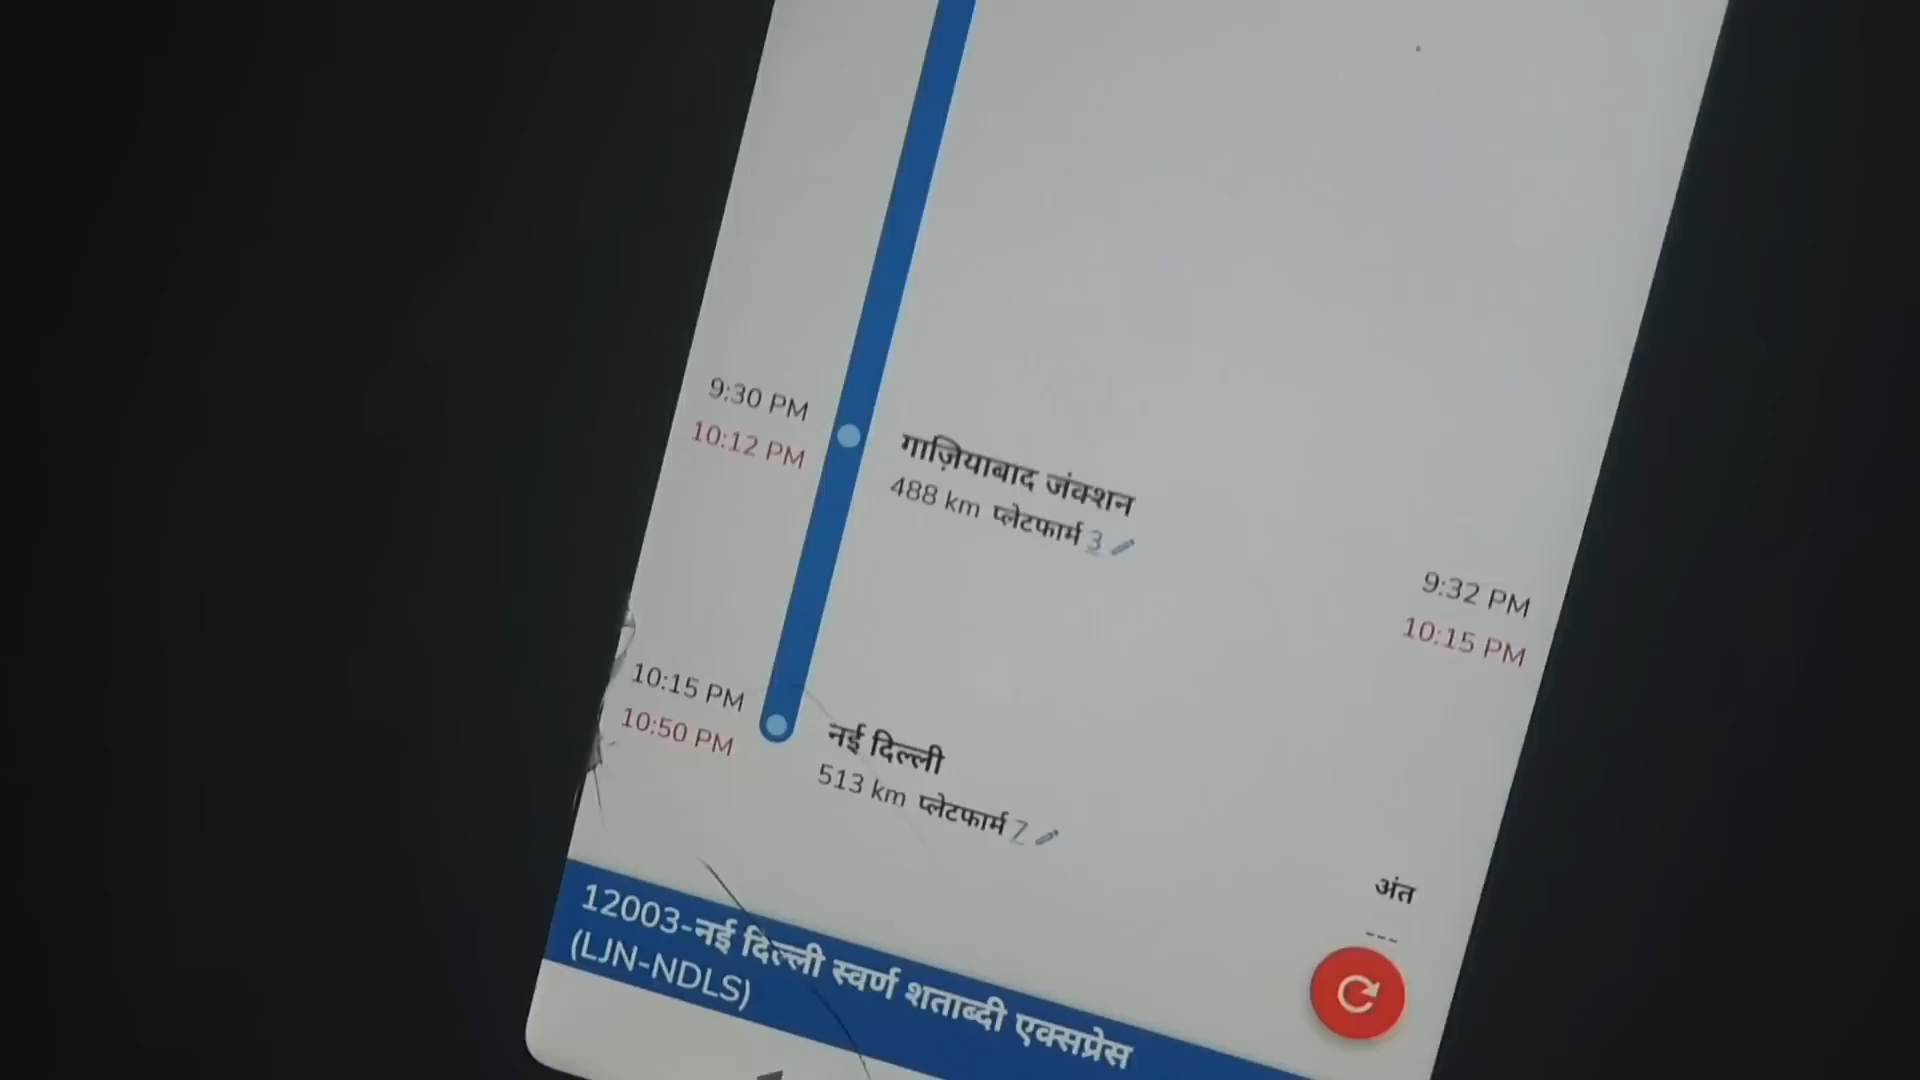 9:30 PM
10:12 PM
गाज़ियाबाद जंक्शन
488 km प्लेटफार्म 3
9:32 PM
10:15 PM
10:15 PM
10:50 PM
नई दिल्ली
513 km प्लेटफार्म 7
अंत
---
12003-नई दिल्ली स्वर्ण शताब्दी एक्सप्रेस
(LJN-NDLS)